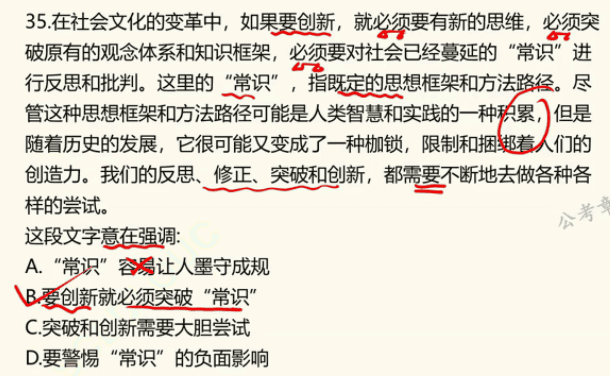 35.在社会文化的变革中，如果要创新，就必须要有新的思维，必须突
破原有的观念体系和知识框架，必须要对社会已经蔓延的“常识”进
行反思和批判。这里的“常识”，指既定的思想框架和方法路径。尽
管这种思想框架和方法路径可能是人类智慧和实践的一种积累，但是
随着历史的发展，它很可能又变成了一种枷锁，限制和捆绑着人们的
创造力。我们的反思、修正、突破和创新，都需要不断地去做各种各
样的尝试。
公考章
这段文字意在强调:
A.“常识”容易让人墨守成规
B.要创新就必须突破“常识”
C.突破和创新需要大胆尝试
D.要警惕“常识”的负面影响